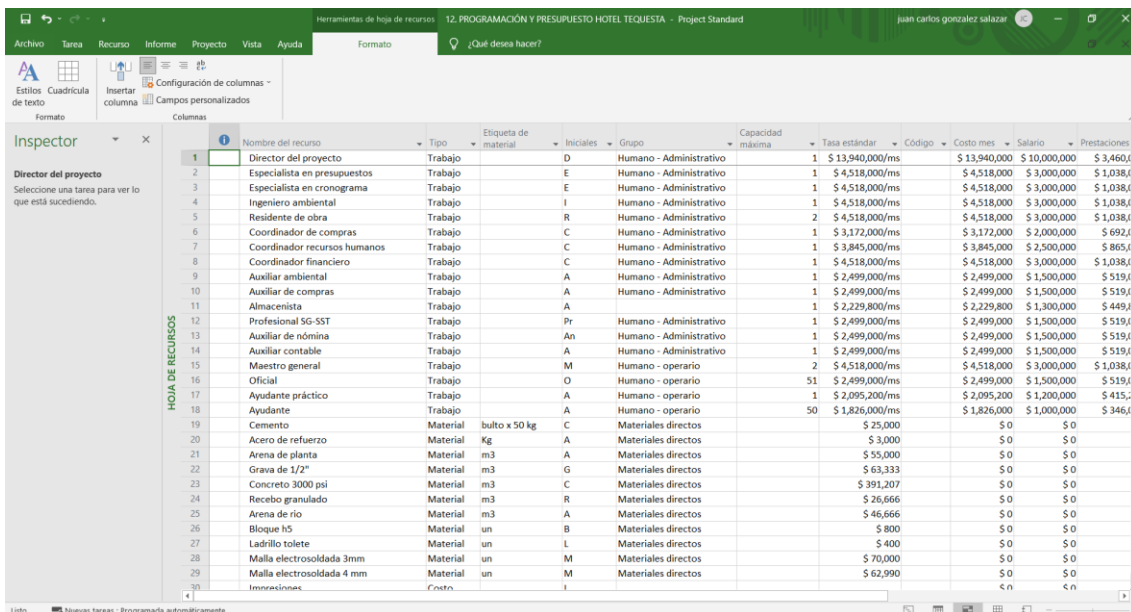 Herramientas de hoja de recursos 12. PROGRAMACIÓN Y PRESUPUESTO HOTEL TEQUESTA - Project Standard juan carlos gonzalez salazar JC
Archivo Tarea Recurso Informe Proyecto Vista Ayuda Formato ¿Qué desea hacer?
Estilos de texto
Cuadrícula
Insertar columna
Configuración de columnas
Campos personalizados
Formato Columnas
Inspector
Director del proyecto
Seleccione una tarea para ver lo
que está sucediendo.
HOJA DE RECURSOS
Nombre del recurso Tipo Etiqueta de material Iniciales Grupo Capacidad máxima Tasa estándar Código Costo mes Salario Prestaciones
1 Director del proyecto Trabajo D Humano - Administrativo 1 $ 13,940,000/ms $ 13,940,000 $ 10,000,000 $ 3,460,
2 Especialista en presupuestos Trabajo E Humano - Administrativo 1 $ 4,518,000/ms $ 4,518,000 $ 3,000,000 $ 1,038,
3 Especialista en cronograma Trabajo E Humano - Administrativo 1 $ 4,518,000/ms $ 4,518,000 $ 3,000,000 $ 1,038,
4 Ingeniero ambiental Trabajo I Humano - Administrativo 1 $ 4,518,000/ms $ 4,518,000 $ 3,000,000 $ 1,038,
5 Residente de obra Trabajo R Humano - Administrativo 2 $ 4,518,000/ms $ 4,518,000 $ 3,000,000 $ 1,038,
6 Coordinador de compras Trabajo C Humano - Administrativo 1 $ 3,172,000/ms $ 3,172,000 $ 2,000,000 $ 692,
7 Coordinador recursos humanos Trabajo C Humano - Administrativo 1 $ 3,845,000/ms $ 3,845,000 $ 2,500,000 $ 865,
8 Coordinador financiero Trabajo C Humano - Administrativo 1 $ 4,518,000/ms $ 4,518,000 $ 3,000,000 $ 1,038,
9 Auxiliar ambiental Trabajo A Humano - Administrativo 1 $ 2,499,000/ms $ 2,499,000 $ 1,500,000 $ 519,
10 Auxiliar de compras Trabajo A Humano - Administrativo 1 $ 2,499,000/ms $ 2,499,000 $ 1,500,000 $ 519,
11 Almacenista Trabajo A 1 $ 2,229,800/ms $ 2,229,800 $ 1,300,000 $ 449,
12 Profesional SG-SST Trabajo Pr Humano - Administrativo 1 $ 2,499,000/ms $ 2,499,000 $ 1,500,000 $ 519,
13 Auxiliar de nómina Trabajo An Humano - Administrativo 1 $ 2,499,000/ms $ 2,499,000 $ 1,500,000 $ 519,
14 Auxiliar contable Trabajo A Humano - Administrativo 1 $ 2,499,000/ms $ 2,499,000 $ 1,500,000 $ 519,
15 Maestro general Trabajo M Humano - operario 2 $ 4,518,000/ms $ 4,518,000 $ 3,000,000 $ 1,038,
16 Oficial Trabajo O Humano - operario 51 $ 2,499,000/ms $ 2,499,000 $ 1,500,000 $ 519,
17 Ayudante práctico Trabajo A Humano - operario 1 $ 2,095,200/ms $ 2,095,200 $ 1,200,000 $ 415,
18 Ayudante Trabajo A Humano - operario 50 $ 1,826,000/ms $ 1,826,000 $ 1,000,000 $ 346,
19 Cemento Material bulto x 50 kg C Materiales directos $ 25,000 $ 0 $ 0
20 Acero de refuerzo Material Kg A Materiales directos $ 3,000 $ 0 $ 0
21 Arena de planta Material m3 A Materiales directos $ 55,000 $ 0 $ 0
22 Grava de 1/2" Material m3 G Materiales directos $ 63,333 $ 0 $ 0
23 Concreto 3000 psi Material m3 C Materiales directos $ 391,207 $ 0 $ 0
24 Recebo granulado Material m3 R Materiales directos $ 26,666 $ 0 $ 0
25 Arena de rio Material m3 A Materiales directos $ 46,666 $ 0 $ 0
26 Bloque h5 Material un B Materiales directos $ 800 $ 0 $ 0
27 Ladrillo tolete Material un L Materiales directos $ 400 $ 0 $ 0
28 Malla electrosoldada 3mm Material un M Materiales directos $ 70,000 $ 0 $ 0
29 Malla electrosoldada 4 mm Material un M Materiales directos $ 62,990 $ 0 $ 0
30 Impresiones Costo I $ 0 $ 0
Listo Nuevas tareas : Programada automáticamente